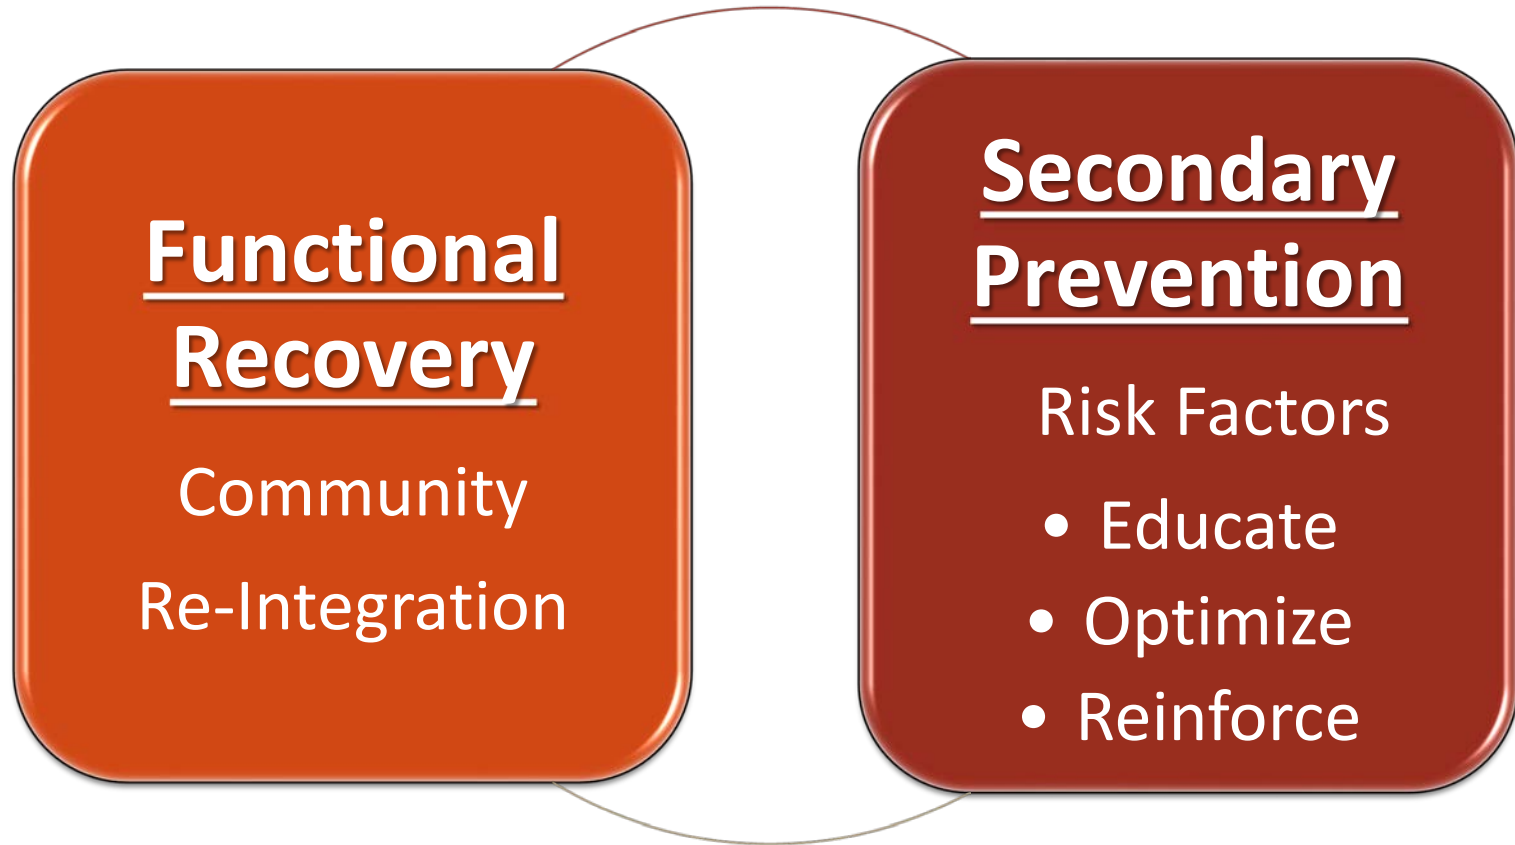 Functional
Recovery
Community
Re-Integration
Secondary
Prevention
Risk Factors
• Educate
• Optimize
• Reinforce